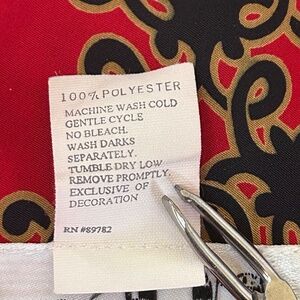 100% POLYESTER
MACHINE WASH COLD
GENTLE CYCLE
NO BLEACH.
WASH DARKS
SEPARATELY.
TUMBLE DRY LOW
REMOVE PROMPTLY.
EXCLUSIVE OF
DECORATION
RN #89782